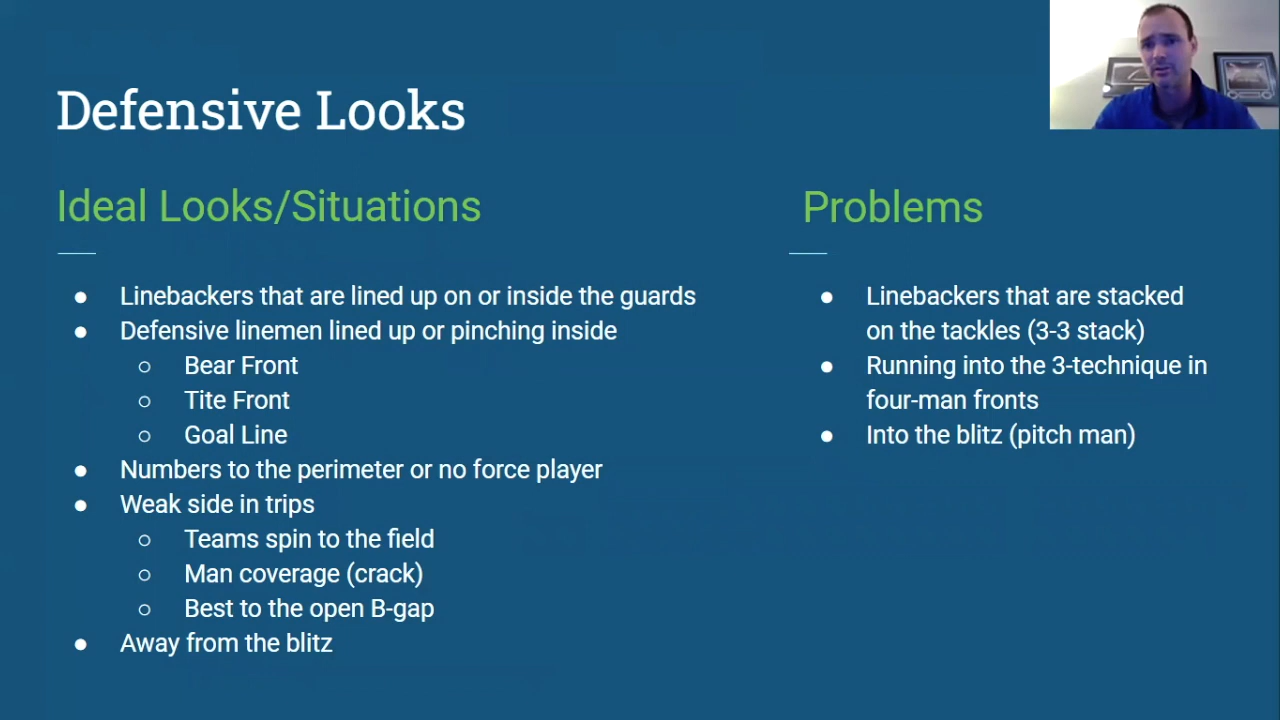 Defensive Looks
Ideal Looks/Situations
● Linebackers that are lined up on or inside the guards
● Defensive linemen lined up or pinching inside
○ Bear Front
○ Tite Front
○ Goal Line
● Numbers to the perimeter or no force player
● Weak side in trips
○ Teams spin to the field
○ Man coverage (crack)
○ Best to the open B-gap
● Away from the blitz
Problems
● Linebackers that are stacked
on the tackles (3-3 stack)
● Running into the 3-technique in
four-man fronts
● Into the blitz (pitch man)